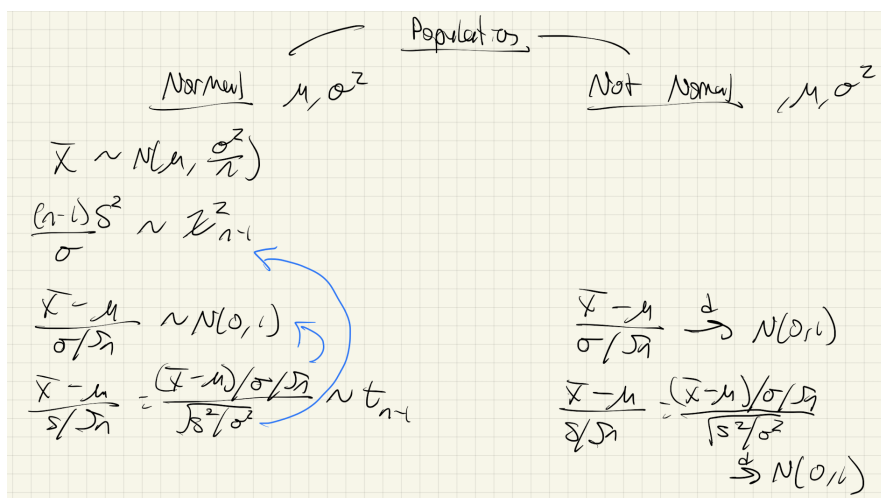 Population
Normal μ, σ²
Not Normal , μ, σ²
X̄ ~ N(μ, σ²/n)
(n-1)S²/σ ~ χ²ₙ₋₁
(X̄ - μ)/(σ/√n) ~ N(0,1)
(X̄ - μ)/(s/√n) = ((X̄ - μ)/σ/√n)/√(s²/σ²) ~ tₙ₋₁
(X̄ - μ)/(σ/√n) →ᵈ N(0,1)
(X̄ - μ)/(s/√n) = ((X̄ - μ)/σ/√n)/√(s²/σ²)
→ᵈ N(0,1)